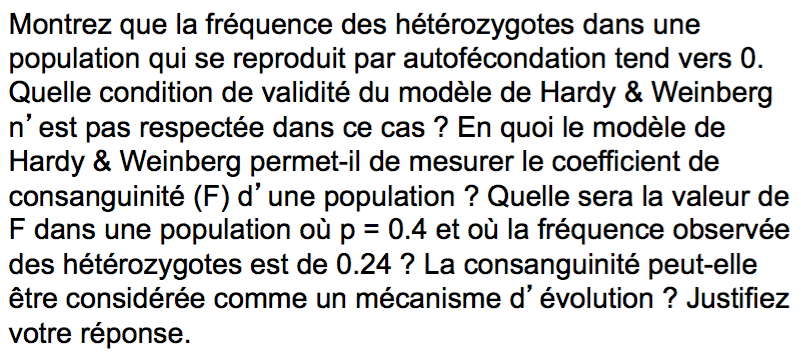 Montrez que la fréquence des hétérozygotes dans une
population qui se reproduit par autofécondation tend vers 0.
Quelle condition de validité du modèle de Hardy & Weinberg
n’est pas respectée dans ce cas ? En quoi le modèle de
Hardy & Weinberg permet-il de mesurer le coefficient de
consanguinité (F) d’une population ? Quelle sera la valeur de
F dans une population où p = 0.4 et où la fréquence observée
des hétérozygotes est de 0.24 ? La consanguinité peut-elle
être considérée comme un mécanisme d’évolution ? Justifiez
votre réponse.